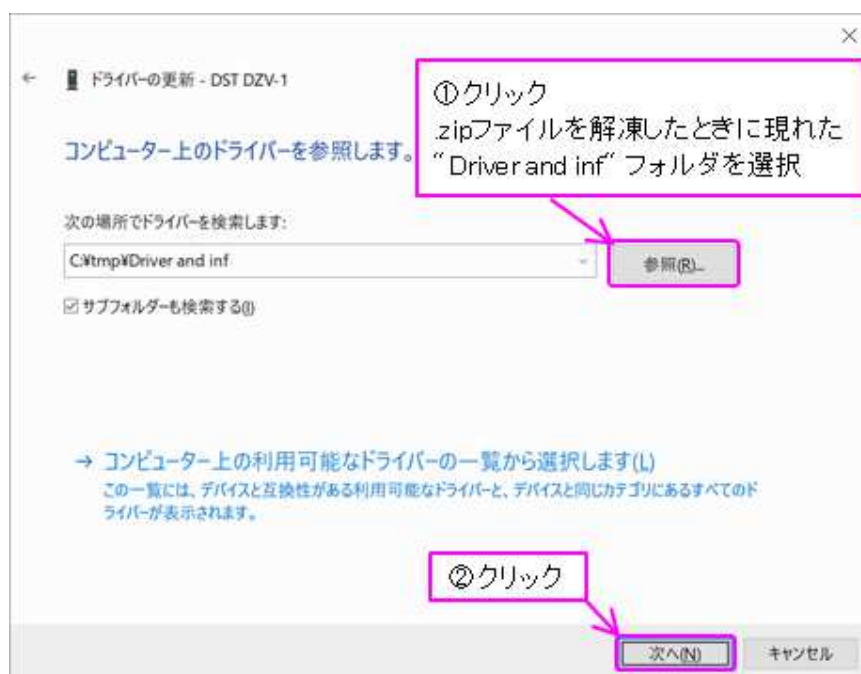 ← ドライバーの更新 - DST DZV-1
①クリック
.zipファイルを解凍したときに現れた
“Driver and inf“ フォルダを選択
コンピューター上のドライバーを参照します。
次の場所でドライバーを検索します:
C:¥tmp¥Driver and inf
参照(R)...
サブフォルダーも検索する(I)
→ コンピューター上の利用可能なドライバーの一覧から選択します(L)
この一覧には、デバイスと互換性がある利用可能なドライバーと、デバイスと同じカテゴリにあるすべてのド
ライバーが表示されます。
②クリック
次へ(N)
キャンセル